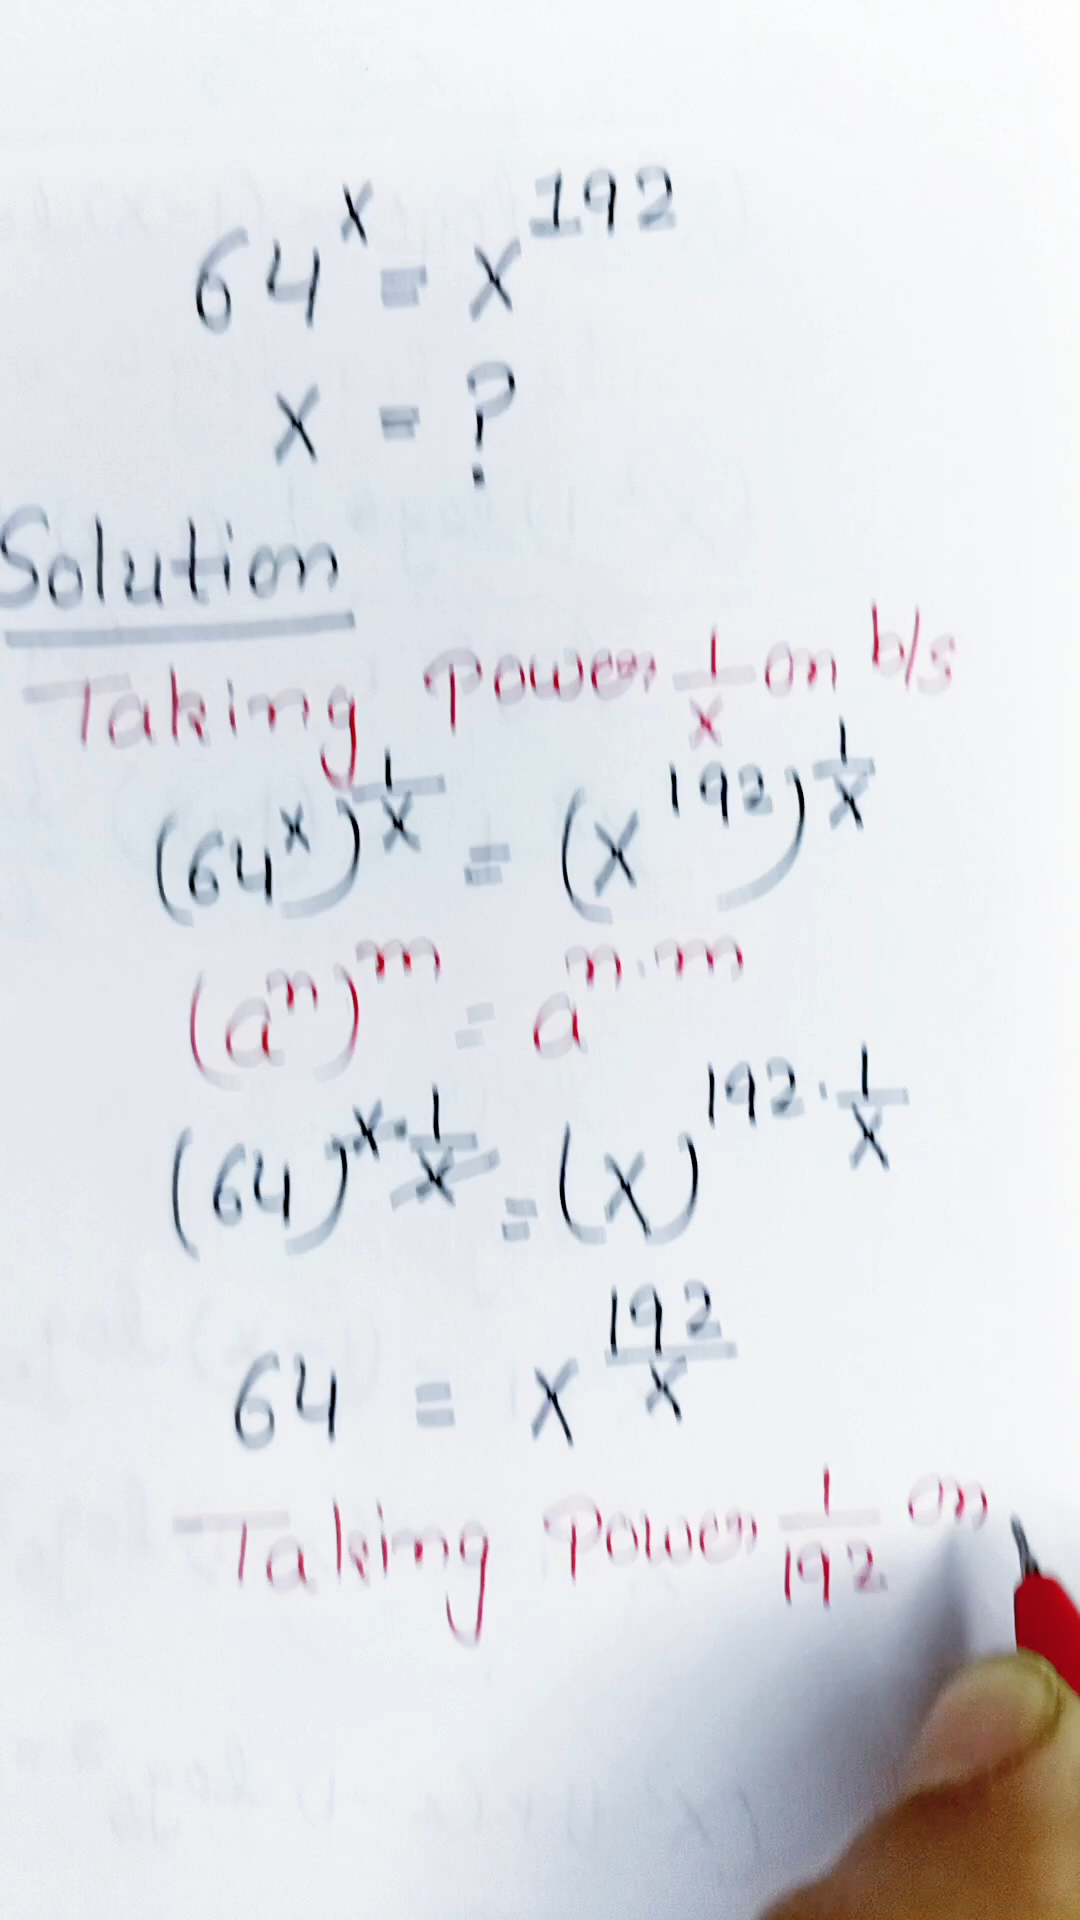 64^x = x^192
x = ?
Solution
Taking Power 1/x on b/s
(64^x)^1/x = (x^192)^1/x
(a^n)^m = a^n.m
(64)^x.1/x = (x)^192.1/x
64 = x^192/x
Taking Power 1/192 on